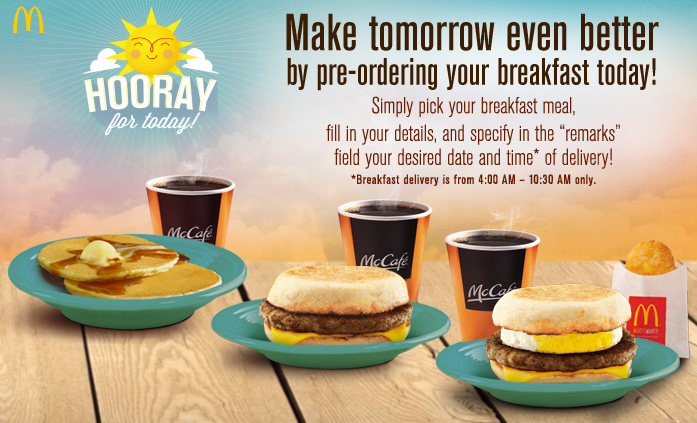 HOORAY
for today!
Make tomorrow even better
by pre-ordering your breakfast today!
Simply pick your breakfast meal,
fill in your details, and specify in the “remarks”
field your desired date and time* of delivery!
*Breakfast delivery is from 4:00 AM – 10:30 AM only.
McCafé
McCafé
McCafé